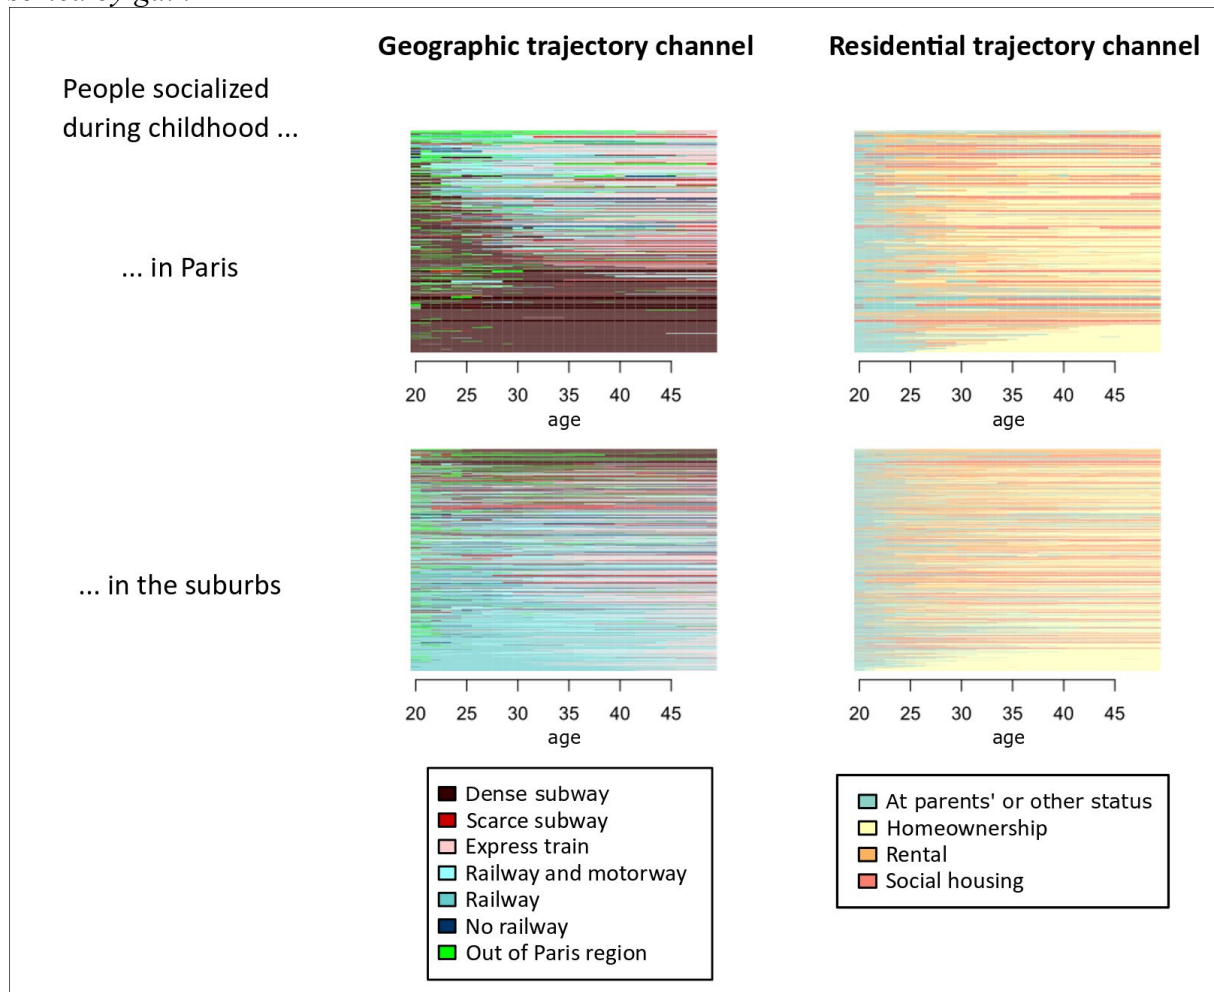 Geographic trajectory channel
Residential trajectory channel
People socialized
during childhood ...
... in Paris
20 25 30 35 40 45
age
20 25 30 35 40 45
age
... in the suburbs
20 25 30 35 40 45
age
20 25 30 35 40 45
age
Dense subway
Scarce subway
Express train
Railway and motorway
Railway
No railway
Out of Paris region
At parents' or other status
Homeownership
Rental
Social housing